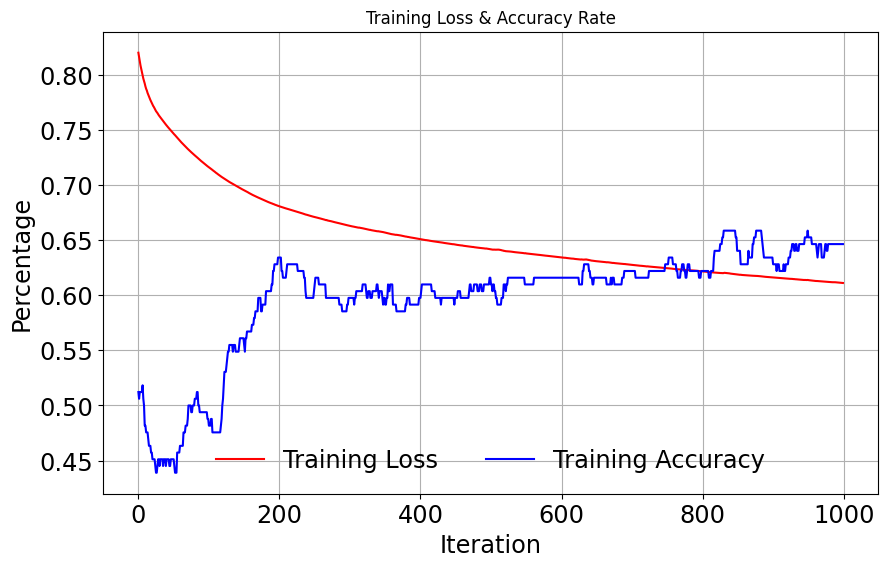 Training Loss & Accuracy Rate
Percentage
0.80
0.75
0.70
0.65
0.60
0.55
0.50
0.45
Training Loss
Training Accuracy
0
200
400
600
800
1000
Iteration